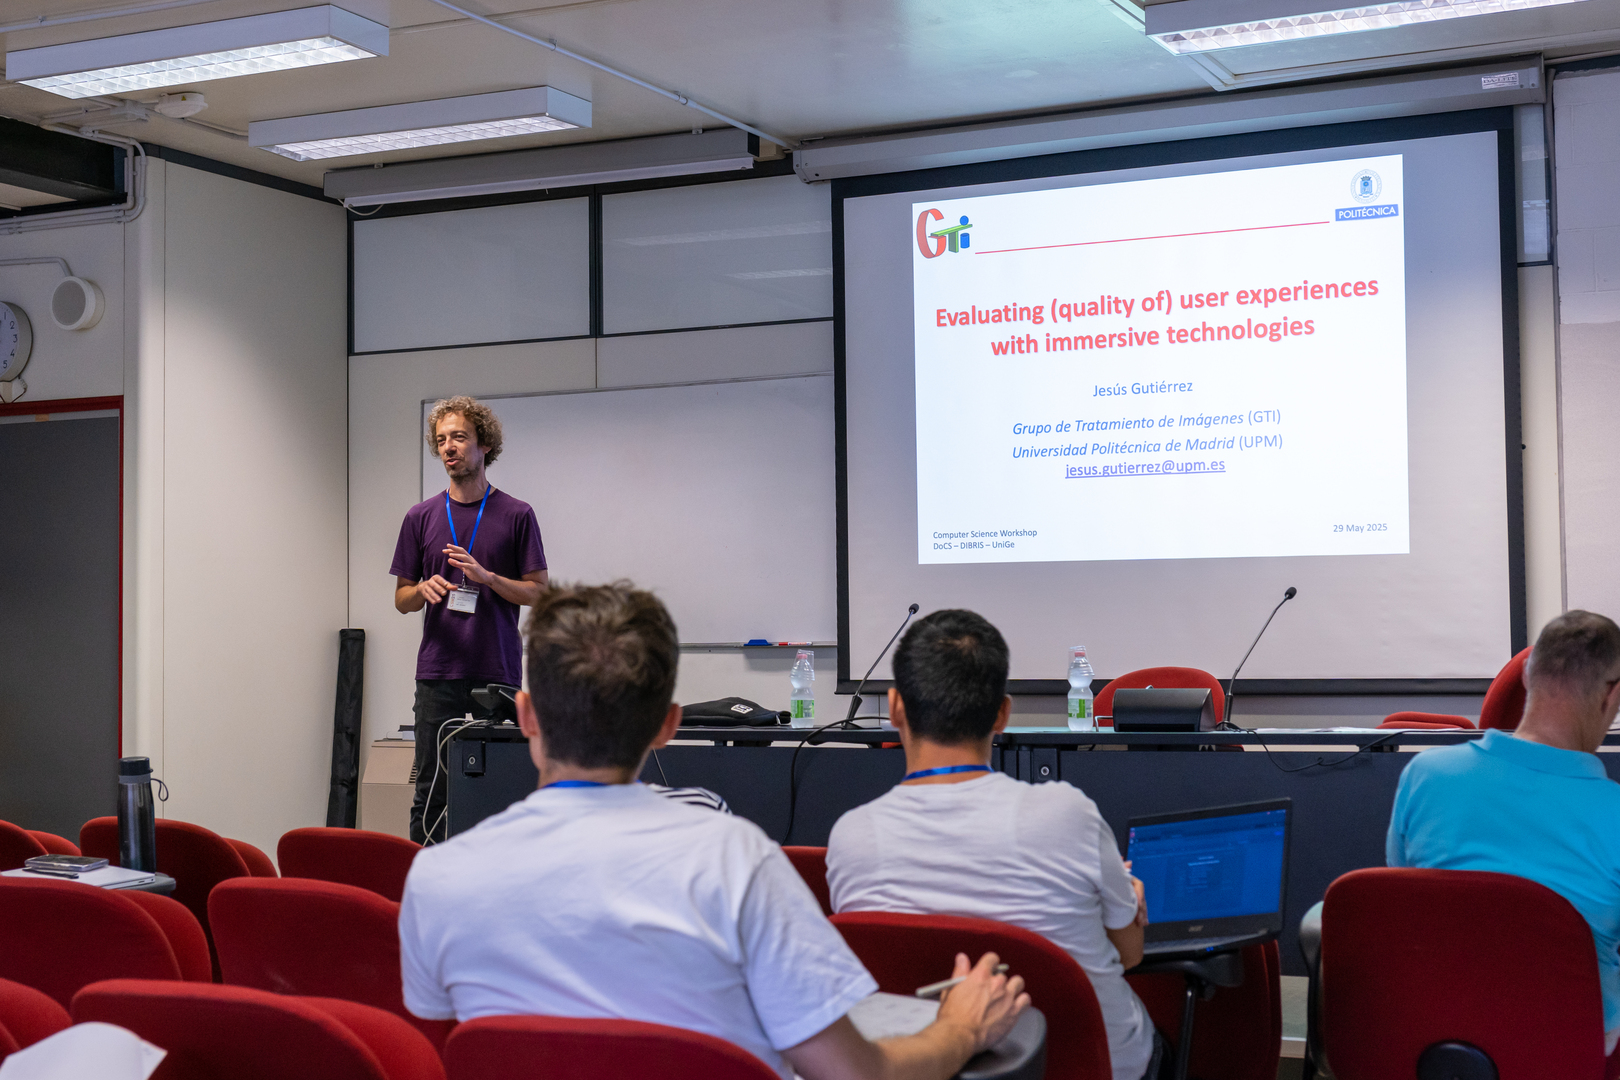 GTi
POLITÉCNICA
Evaluating (quality of) user experiences
with immersive technologies
Jesús Gutiérrez
Grupo de Tratamiento de Imágenes (GTI)
Universidad Politécnica de Madrid (UPM)
jesus.gutierrez@upm.es
Computer Science Workshop
DoCS – DIBRIS – UniGe
29 May 2025
acer